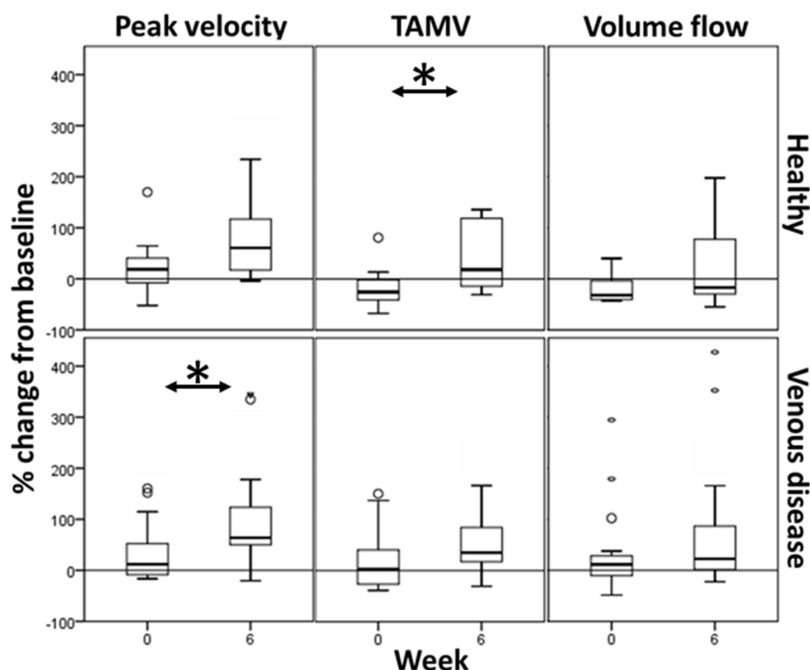 Peak velocity TAMV Volume flow
% change from baseline
400
300
200
100
0
-100
*
Healthy
400
300
200
100
0
-100
*
Venous disease
0 6 0 6 0 6
Week